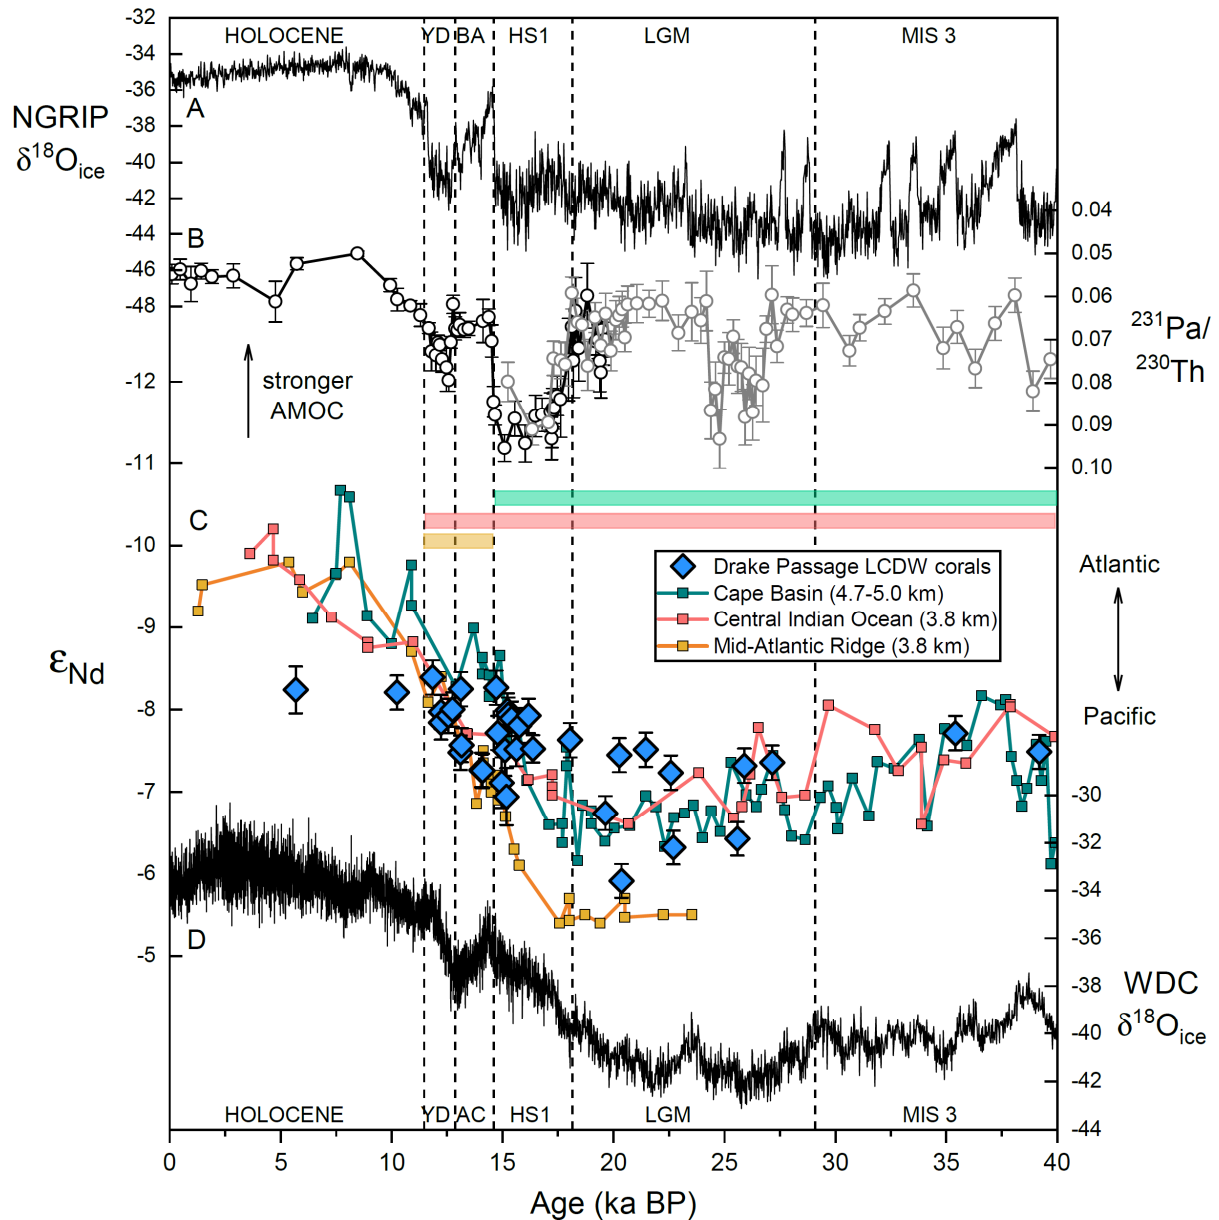 -32
-34
-36
-38
-40
-42
-44
-46
-48
-12
-11
-10
-9
-8
-7
-6
-5
NGRIP
δ18Oice
εNd
HOLOCENE YD BA HS1 LGM MIS 3
A
B
stronger
AMOC
C
D
Drake Passage LCDW corals
Cape Basin (4.7-5.0 km)
Central Indian Ocean (3.8 km)
Mid-Atlantic Ridge (3.8 km)
0.04
0.05
0.06
0.07
0.08
0.09
0.10
231Pa/
230Th
Atlantic
Pacific
-30
-32
-34
-36
-38
-40
-42
-44
WDC
δ18Oice
HOLOCENE YD AC HS1 LGM MIS 3
0 5 10 15 20 25 30 35 40
Age (ka BP)